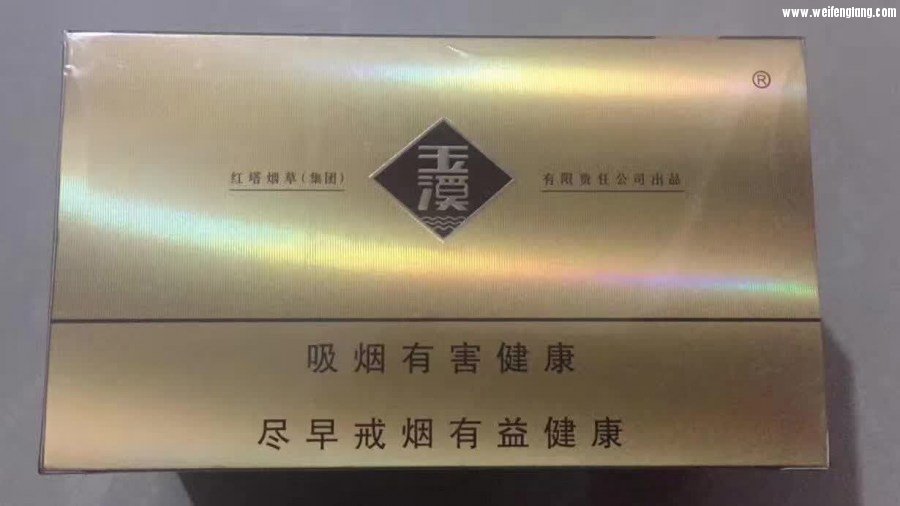 www.weifenglang.com
®
玉溪
红塔烟草(集团) 有限责任公司出品
吸烟有害健康
尽早戒烟有益健康